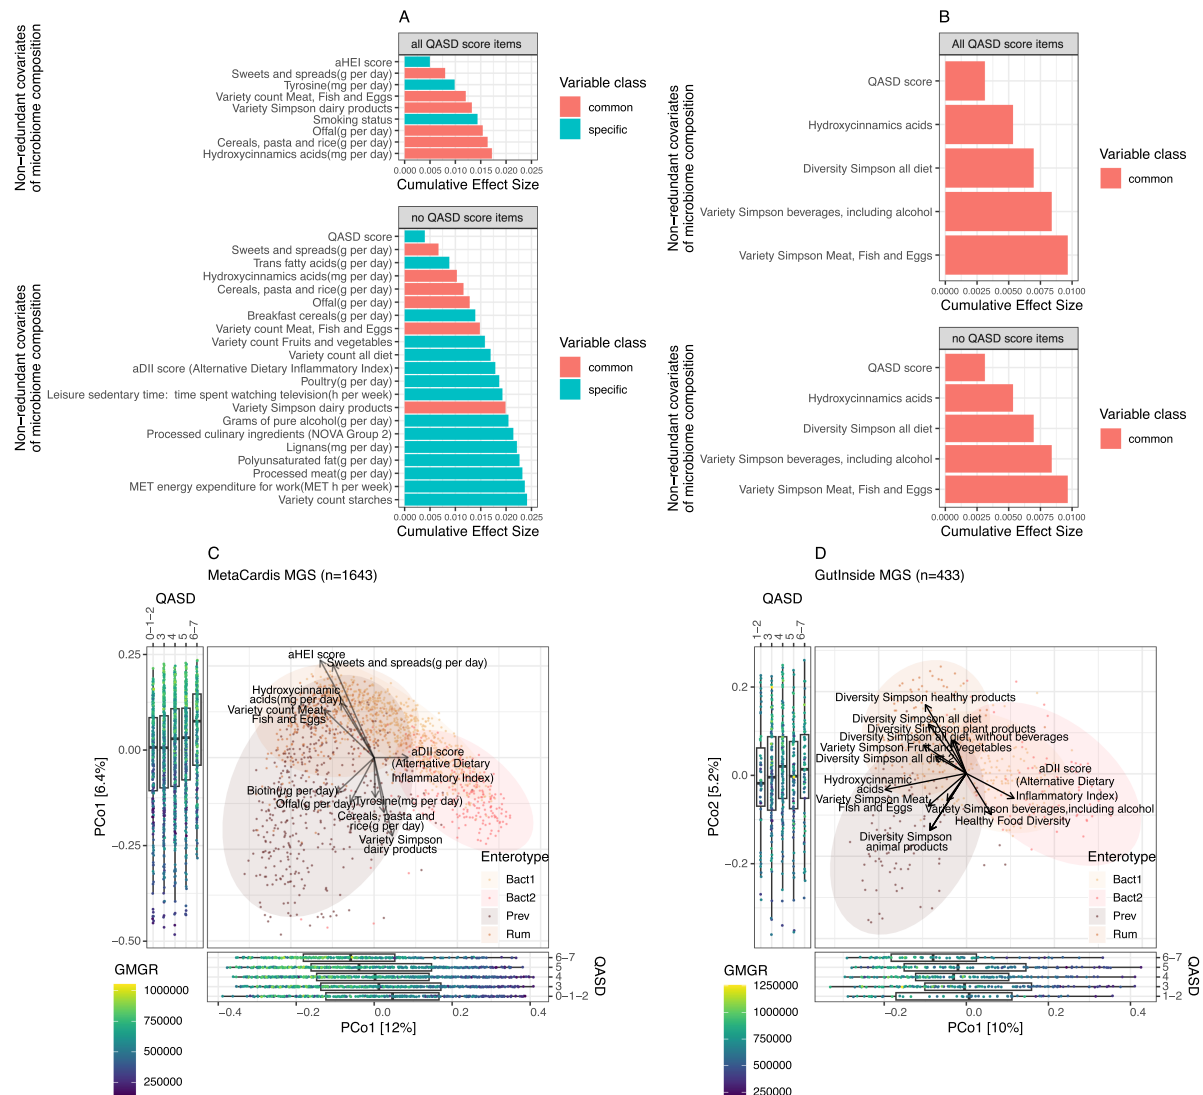 A
Non−redundant covariates
of microbiome composition
all QASD score items
aHEI score
Sweets and spreads(g per day)
Tyrosine(mg per day)
Variety count Meat, Fish and Eggs
Variety Simpson dairy products
Smoking status
Offal(g per day)
Cereals, pasta and rice(g per day)
Hydroxycinnamics acids(mg per day)
0.000 0.005 0.010 0.015 0.020 0.025
Cumulative Effect Size
Variable class
common
specific
Non−redundant covariates
of microbiome composition
no QASD score items
QASD score
Sweets and spreads(g per day)
Trans fatty acids(g per day)
Hydroxycinnamics acids(mg per day)
Cereals, pasta and rice(g per day)
Offal(g per day)
Breakfast cereals(g per day)
Variety count Meat, Fish and Eggs
Variety count Fruits and vegetables
Variety count all diet
aDII score (Alternative Dietary Inflammatory Index)
Poultry(g per day)
Leisure sedentary time: time spent watching television(h per week)
Variety Simpson dairy products
Grams of pure alcohol(g per day)
Processed culinary ingredients (NOVA Group 2)
Lignans(mg per day)
Polyunsaturated fat(g per day)
Processed meat(g per day)
MET energy expenditure for work(MET h per week)
Variety count starches
0.000 0.005 0.010 0.015 0.020 0.025
Cumulative Effect Size
Variable class
common
specific
B
Non−redundant covariates
of microbiome composition
All QASD score items
QASD score
Hydroxycinnamics acids
Diversity Simpson all diet
Variety Simpson beverages, including alcohol
Variety Simpson Meat, Fish and Eggs
0.0000 0.0025 0.0050 0.0075 0.0100
Cumulative Effect Size
Variable class
common
Non−redundant covariates
of microbiome composition
no QASD score items
QASD score
Hydroxycinnamics acids
Diversity Simpson all diet
Variety Simpson beverages, including alcohol
Variety Simpson Meat, Fish and Eggs
0.0000 0.0025 0.0050 0.0075 0.0100
Cumulative Effect Size
Variable class
common
C
MetaCardis MGS (n=1643)
QASD
0−1−2
3
4
5
6−7
PCo1 [6.4%]
0.25
0.00
−0.25
−0.50
aHEI score
Sweets and spreads(g per day)
Hydroxycinnamic
acids(mg per day)
Variety count Meat,
Fish and Eggs
aDII score
(Alternative Dietary
Inflammatory Index)
Biotin(µg per day)
Offal(g per day)
Tyrosine(mg per day)
Cereals, pasta and
rice(g per day)
Variety Simpson
dairy products
Enterotype
Bact1
Bact2
Prev
Rum
6−7
5
4
3
0−1−2
QASD
−0.4 −0.2 0.0 0.2 0.4
PCo1 [12%]
GMGR
1000000
750000
500000
250000
D
GutInside MGS (n=433)
QASD
1−2
3
4
5
6−7
PCo2 [5.2%]
0.2
0.0
−0.2
Diversity Simpson healthy products
Diversity Simpson all diet
Diversity Simpson plant products
Diversity Simpson all diet, without beverages
Variety Simpson Fruit and vegetables
Diversity Simpson all diet 2
aDII score
(Alternative Dietary
Inflammatory Index)
Hydroxycinnamic
acids
Variety Simpson Meat,
Fish and Eggs
Variety Simpson beverages,including alcohol
Healthy Food Diversity
Diversity Simpson
animal products
Enterotype
Bact1
Bact2
Prev
Rum
6−7
5
4
3
1−2
QASD
−0.2 0.0 0.2 0.4
PCo1 [10%]
GMGR
1250000
1000000
750000
500000
250000